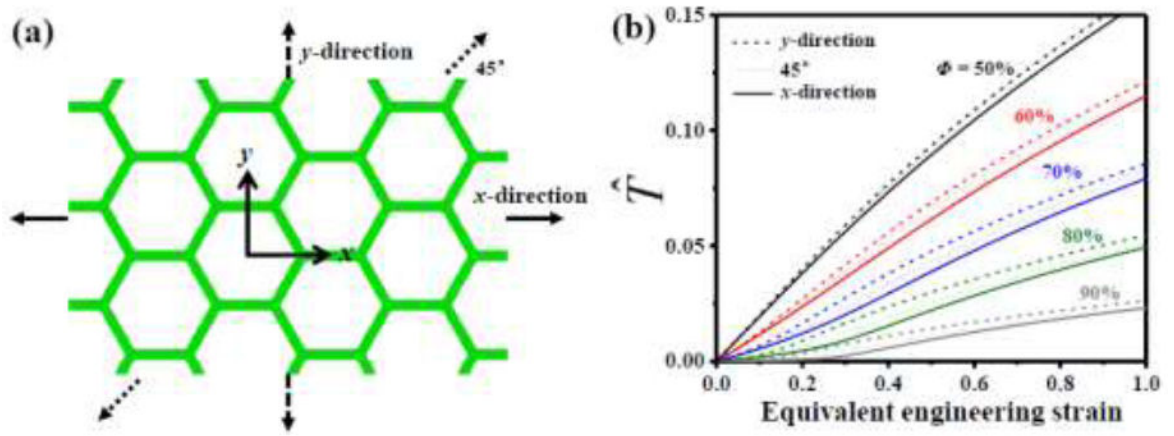 (a)
y-direction
45°
y
x-direction
x
(b)
0.15
0.10
0.05
0.00
T̂
y-direction
45°
x-direction
Φ = 50%
60%
70%
80%
90%
0.0 0.2 0.4 0.6 0.8 1.0
Equivalent engineering strain